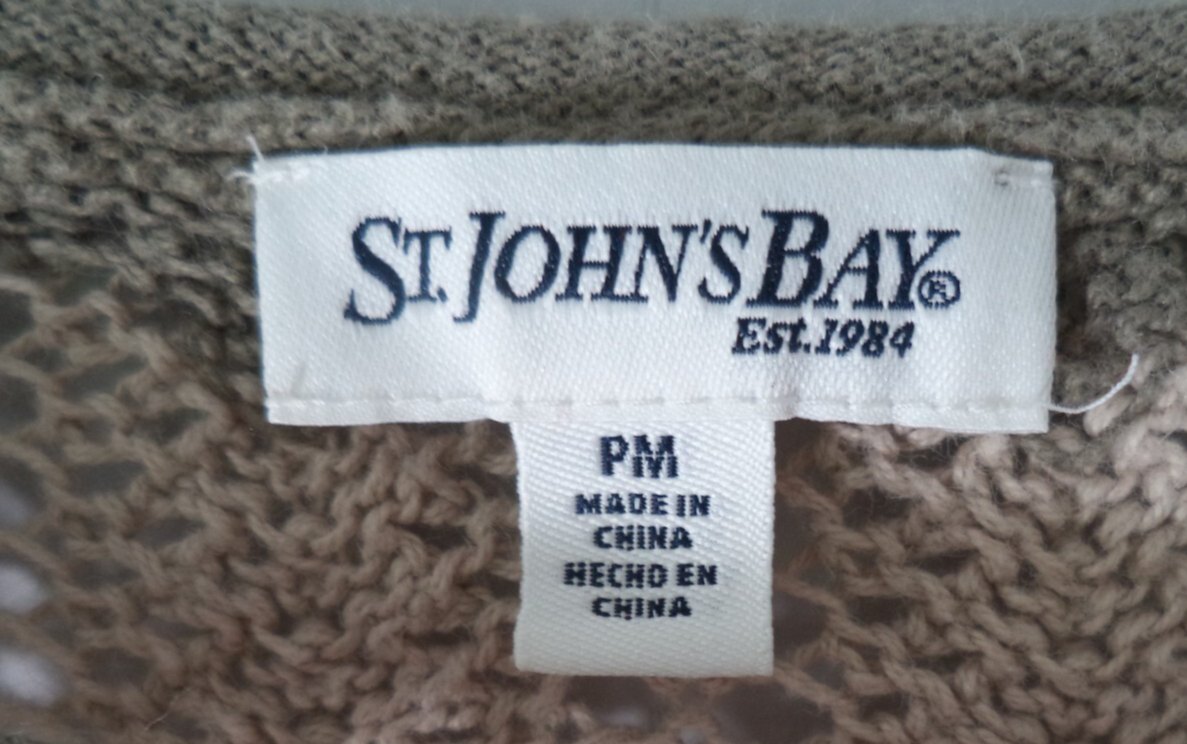 ST. JOHN'S BAY®
Est.1984
PM
MADE IN
CHINA
HECHO EN
CHINA